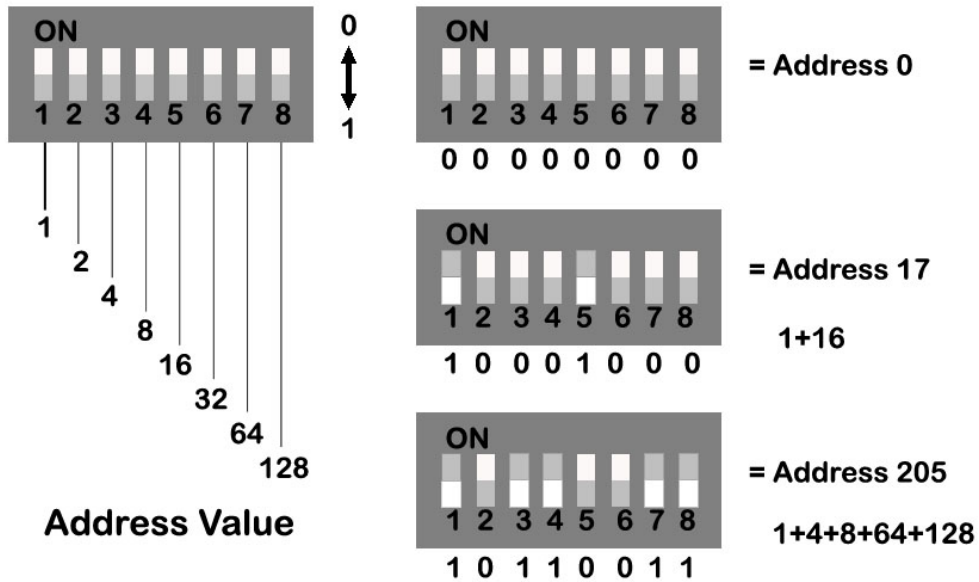 ON
1 2 3 4 5 6 7 8
0
1
1
2
4
8
16
32
64
128
Address Value
ON
1 2 3 4 5 6 7 8
0 0 0 0 0 0 0 0
= Address 0
ON
1 2 3 4 5 6 7 8
1 0 0 0 1 0 0 0
= Address 17
1+16
ON
1 2 3 4 5 6 7 8
1 0 1 1 0 0 1 1
= Address 205
1+4+8+64+128